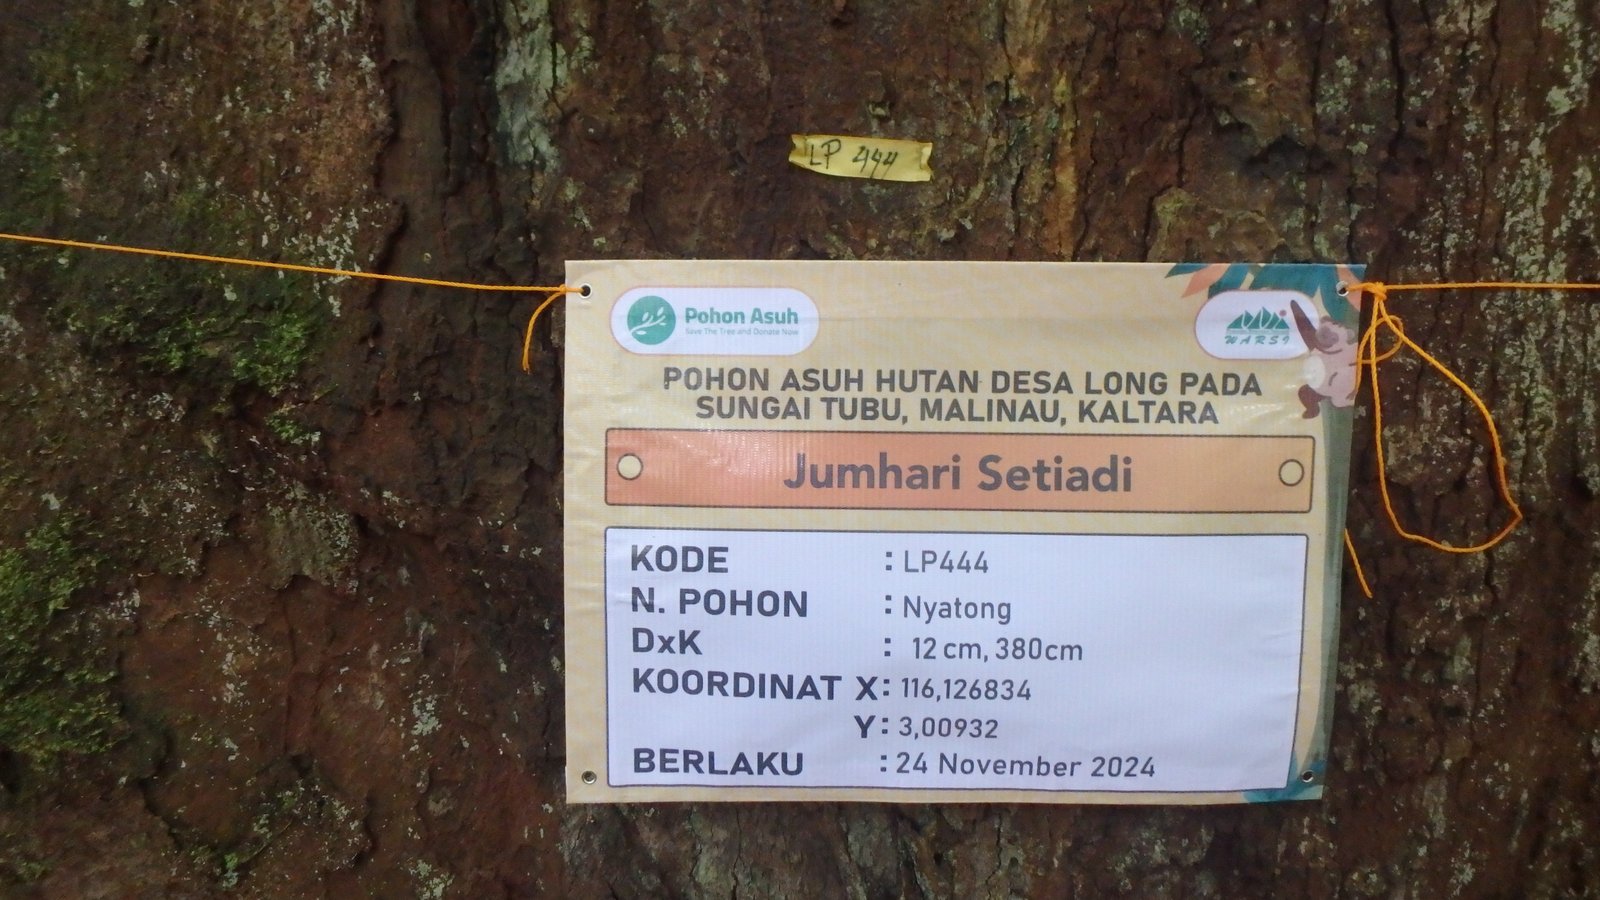 LP 444
Pohon Asuh
Save The Tree and Donate Now
WARSI
POHON ASUH HUTAN DESA LONG PADA
SUNGAI TUBU, MALINAU, KALTARA
Jumhari Setiadi
KODE : LP444
N. POHON : Nyatong
DxK : 12 cm, 380cm
KOORDINAT X: 116,126834
Y: 3,00932
BERLAKU : 24 November 2024